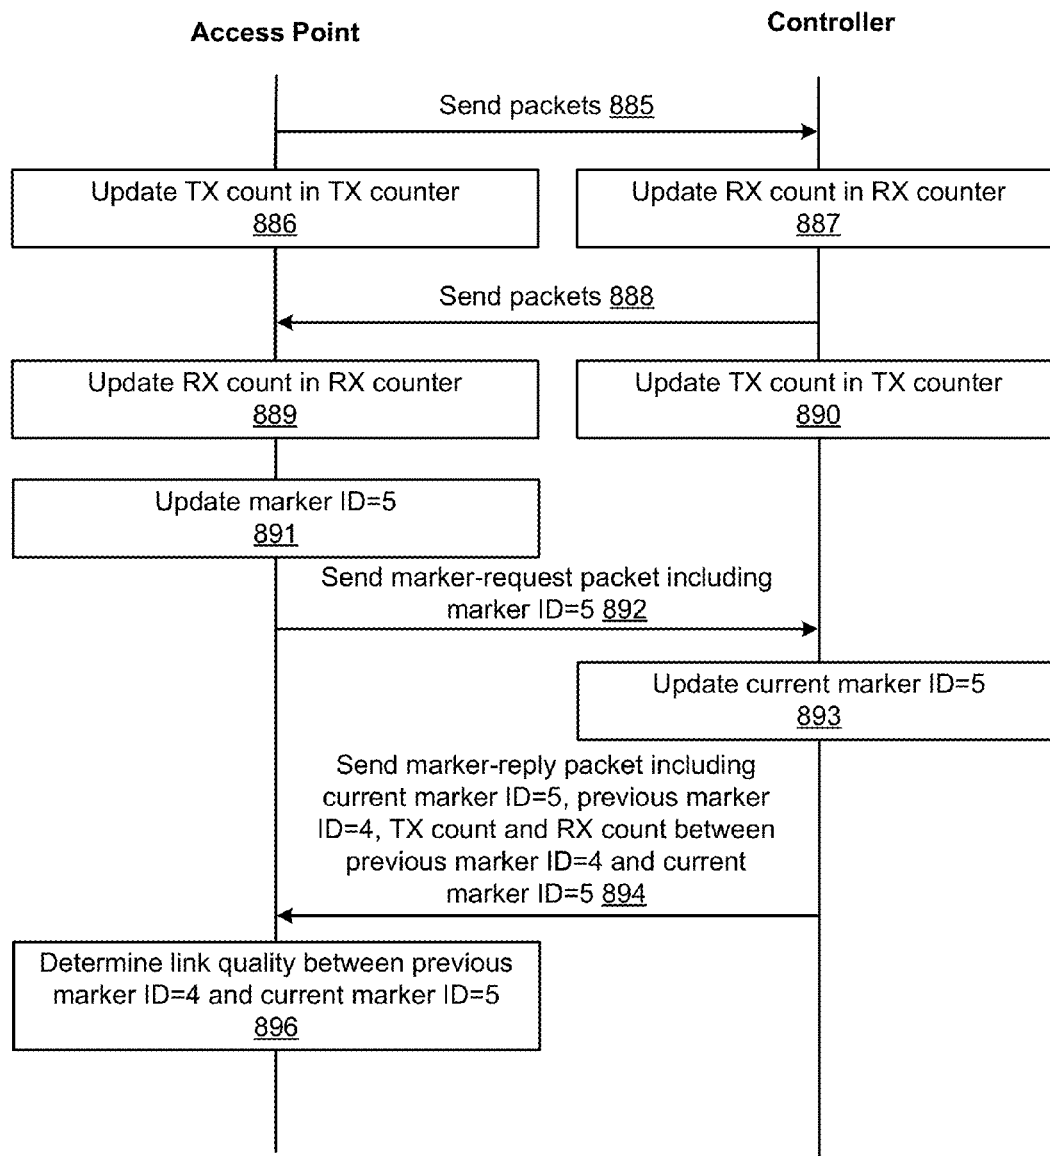 Access Point
Controller
Send packets 885
Update TX count in TX counter
886
Update RX count in RX counter
887
Send packets 888
Update RX count in RX counter
889
Update TX count in TX counter
890
Update marker ID=5
891
Send marker-request packet including
marker ID=5 892
Update current marker ID=5
893
Send marker-reply packet including
current marker ID=5, previous marker
ID=4, TX count and RX count between
previous marker ID=4 and current
marker ID=5 894
Determine link quality between previous
marker ID=4 and current marker ID=5
896